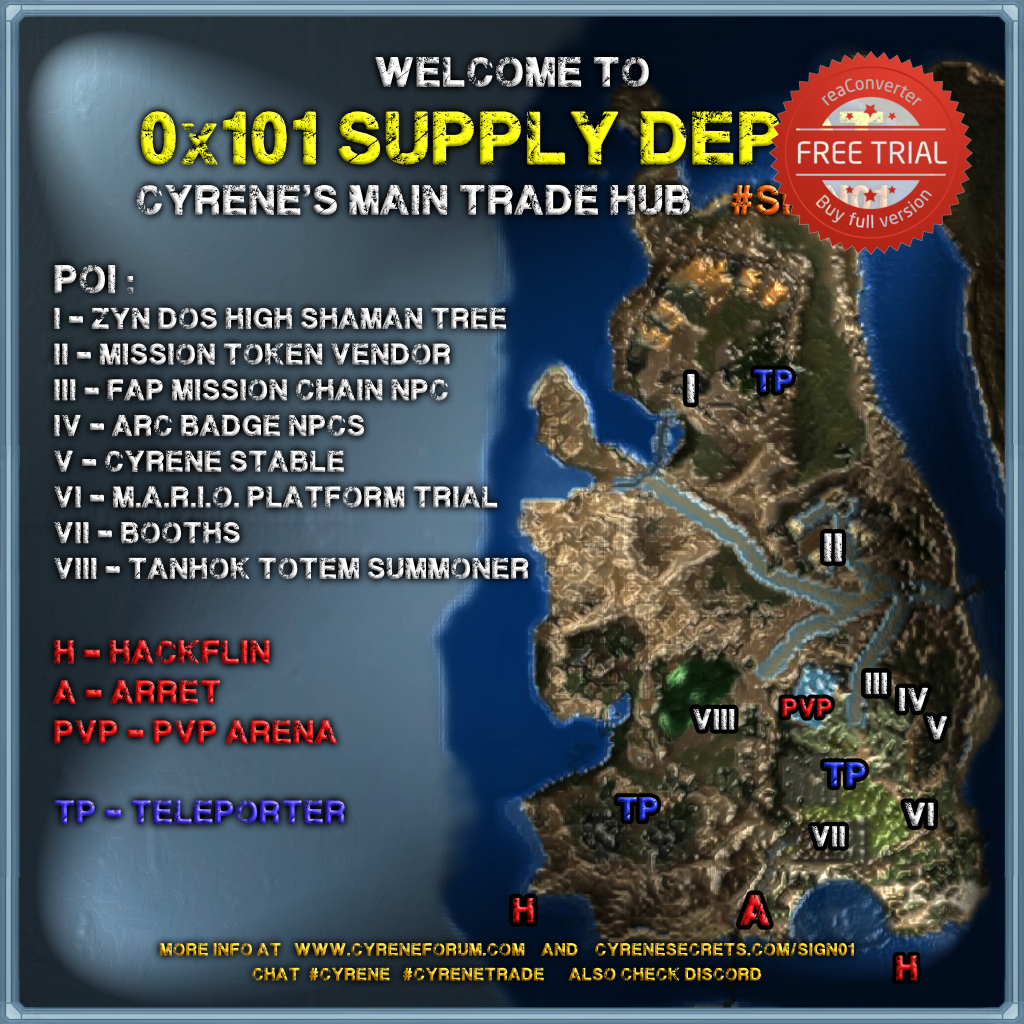 WELCOME TO
0x101 SUPPLY DEP
CYRENE'S MAIN TRADE HUB
reaConverter
FREE TRIAL
Buy full version
POI :
I - ZYN DOS HIGH SHAMAN TREE
II - MISSION TOKEN VENDOR
III - FAP MISSION CHAIN NPC
IV - ARC BADGE NPCS
V - CYRENE STABLE
VI - M.A.R.I.O. PLATFORM TRIAL
VII - BOOTHS
VIII - TANHOK TOTEM SUMMONER
H - HACKFLIN
A - ARRET
PVP - PVP ARENA
TP - TELEPORTER
I
TP
II
III
IV
V
PVP
VIII
TP
TP
VI
VII
H
A
H
MORE INFO AT WWW.CYRENEFORUM.COM AND CYRENESECRETS.COM/SIGN01
CHAT #CYRENE #CYRENETRADE ALSO CHECK DISCORD